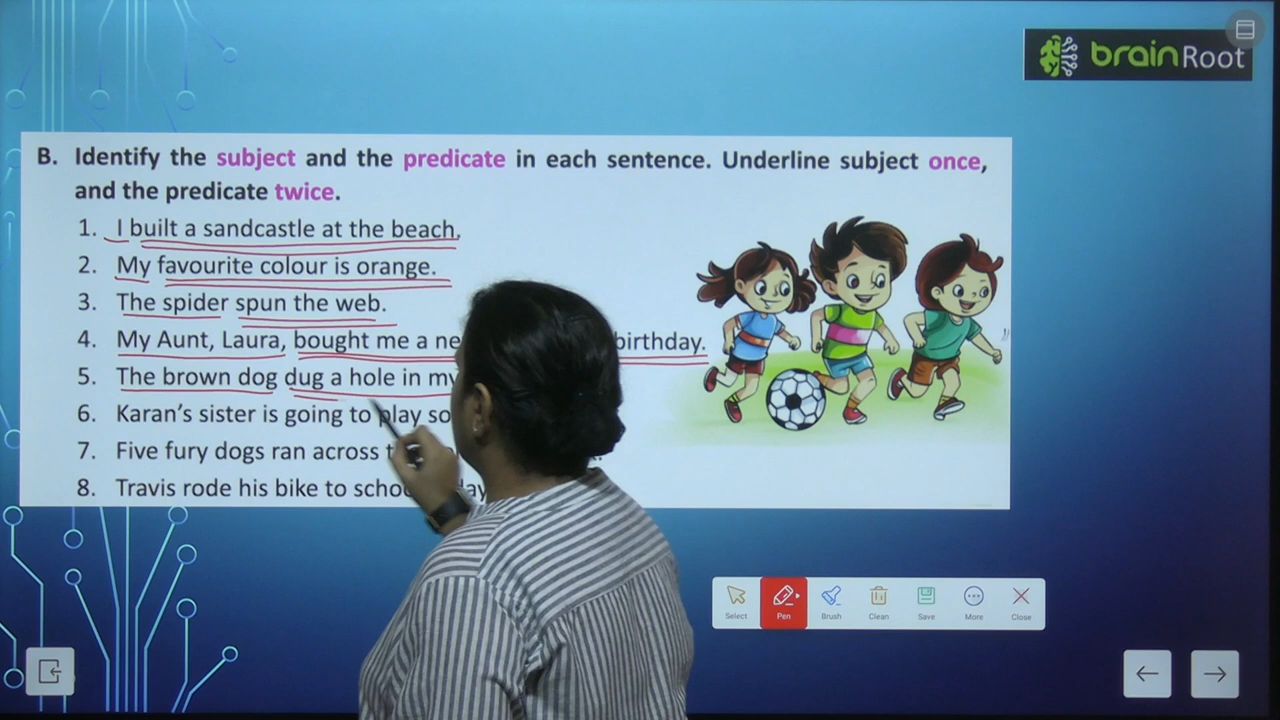 brainRoot
B. Identify the subject and the predicate in each sentence. Underline subject once,
and the predicate twice.
1. I built a sandcastle at the beach.
2. My favourite colour is orange.
3. The spider spun the web.
4. My Aunt, Laura, bought me a birthday.
5. The brown dog dug a hole in my
6. Karan's sister is going to play
7. Five fury dogs ran across
8. Travis rode his bike to
Select Pen Brush Clean Save More Close